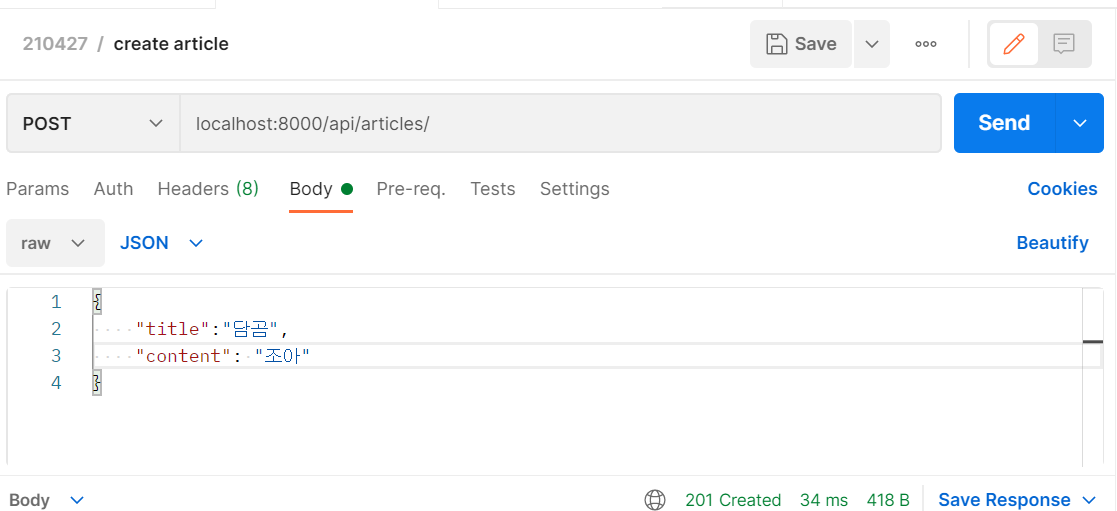 210427 / create article Save
POST localhost:8000/api/articles/ Send
Params Auth Headers (8) Body Pre-req. Tests Settings Cookies
raw JSON Beautify
1 {
2 "title":"담곰",
3 "content": "조아"
4 }
Body 201 Created 34 ms 418 B Save Response